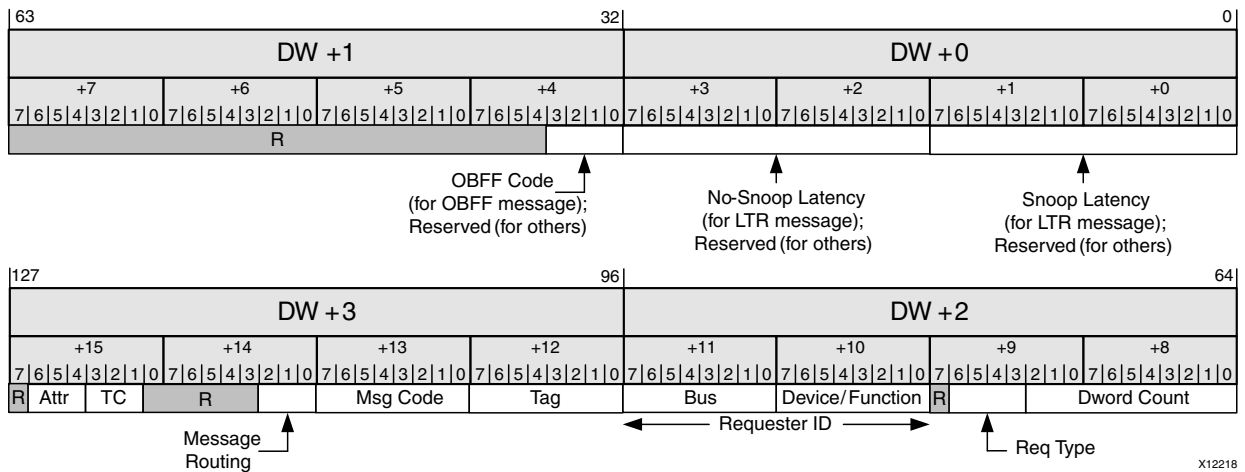 63 32 0
DW +1 DW +0
+7 +6 +5 +4 +3 +2 +1 +0
7 6 5 4 3 2 1 0 7 6 5 4 3 2 1 0 7 6 5 4 3 2 1 0 7 6 5 4 3 2 1 0 7 6 5 4 3 2 1 0 7 6 5 4 3 2 1 0 7 6 5 4 3 2 1 0 7 6 5 4 3 2 1 0
R
OBFF Code
(for OBFF message);
Reserved (for others)
No-Snoop Latency
(for LTR message);
Reserved (for others)
Snoop Latency
(for LTR message);
Reserved (for others)
127 96 64
DW +3 DW +2
+15 +14 +13 +12 +11 +10 +9 +8
7 6 5 4 3 2 1 0 7 6 5 4 3 2 1 0 7 6 5 4 3 2 1 0 7 6 5 4 3 2 1 0 7 6 5 4 3 2 1 0 7 6 5 4 3 2 1 0 7 6 5 4 3 2 1 0 7 6 5 4 3 2 1 0
R Attr TC R Msg Code Tag Bus Device/Function R Dword Count
Message
Routing
Requester ID
Req Type
X12218